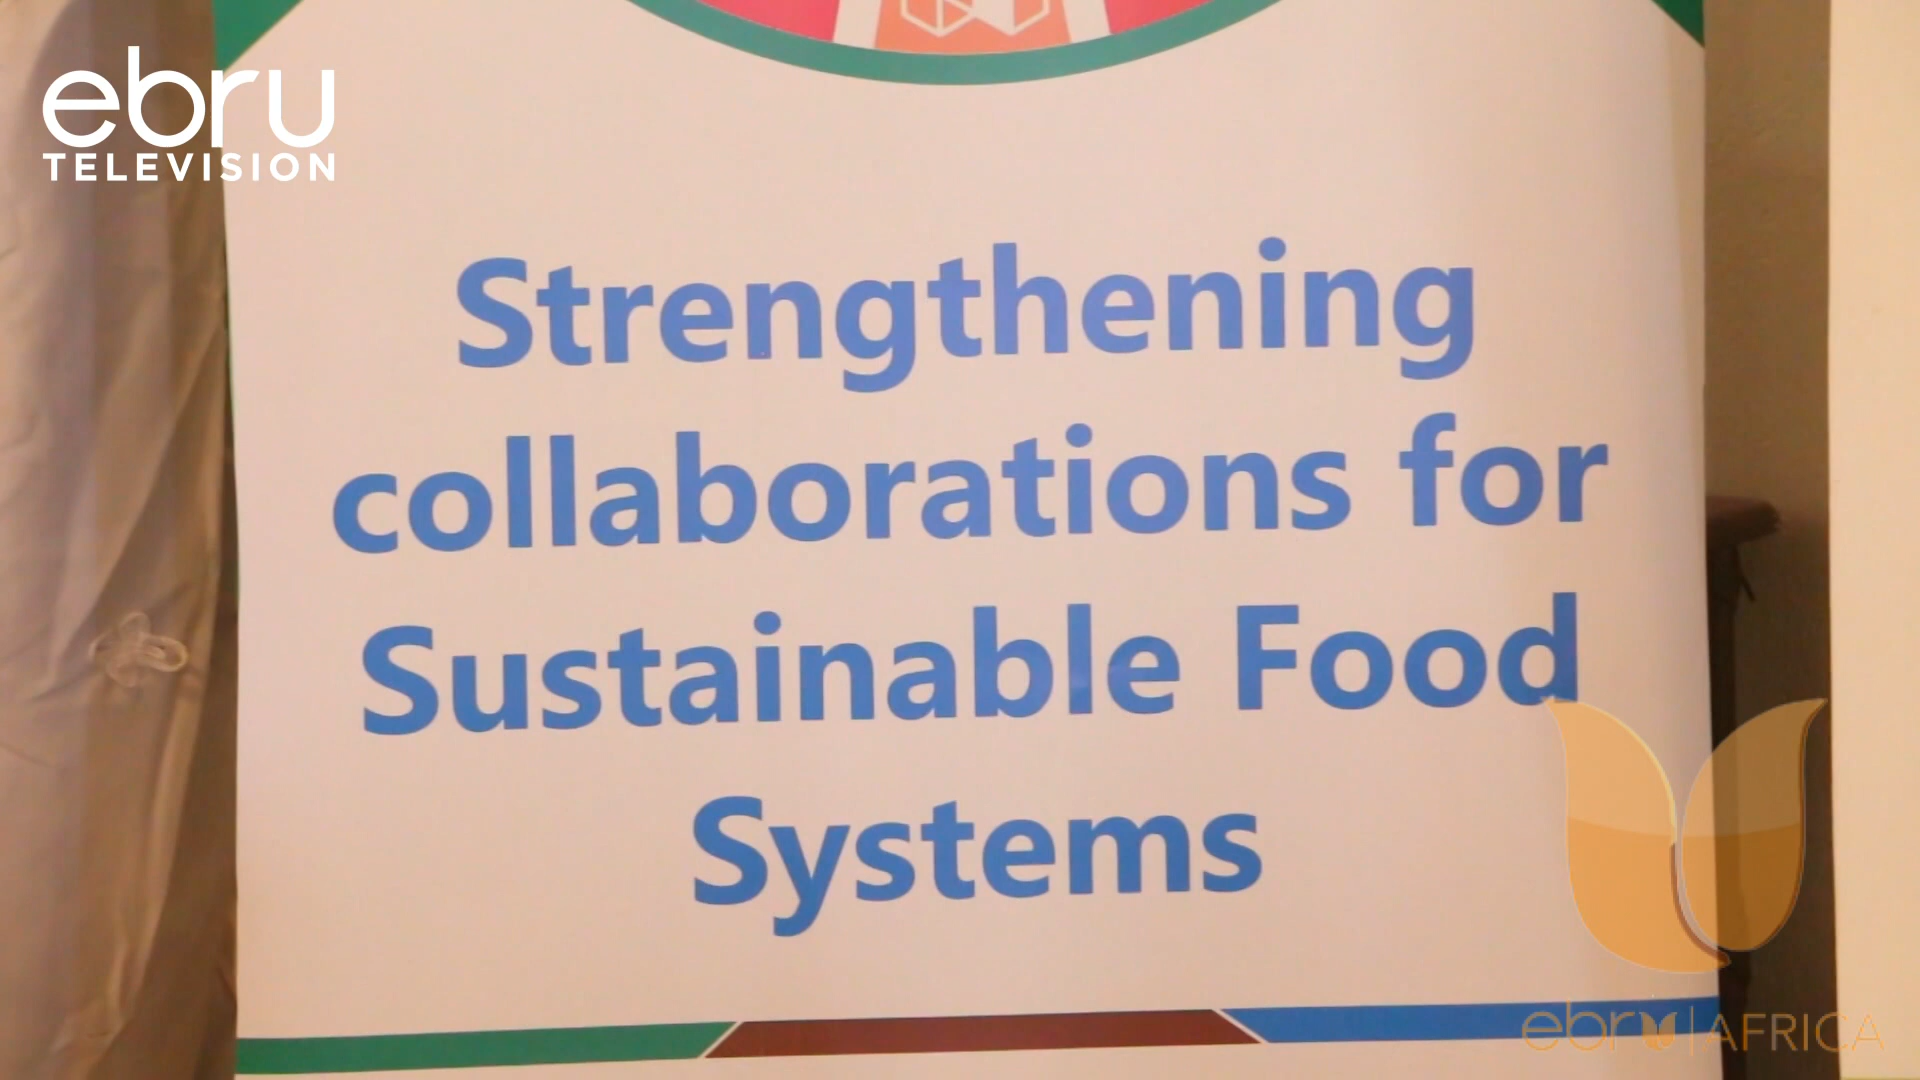 ebru
TELEVISION
Strengthening
collaborations for
Sustainable Food
Systems
ebru|AFRICA